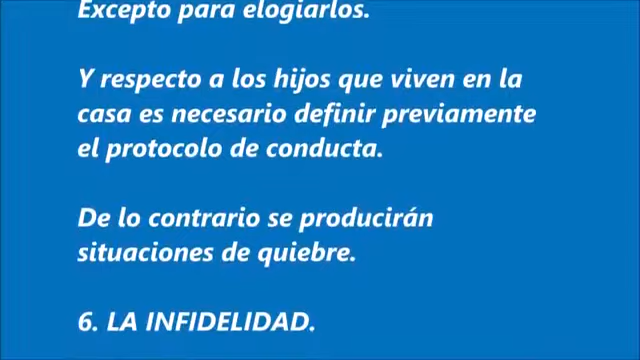 Excepto para elogiarlos.
Y respecto a los hijos que viven en la
casa es necesario definir previamente
el protocolo de conducta.
De lo contrario se producirán
situaciones de quiebre.
6. LA INFIDELIDAD.